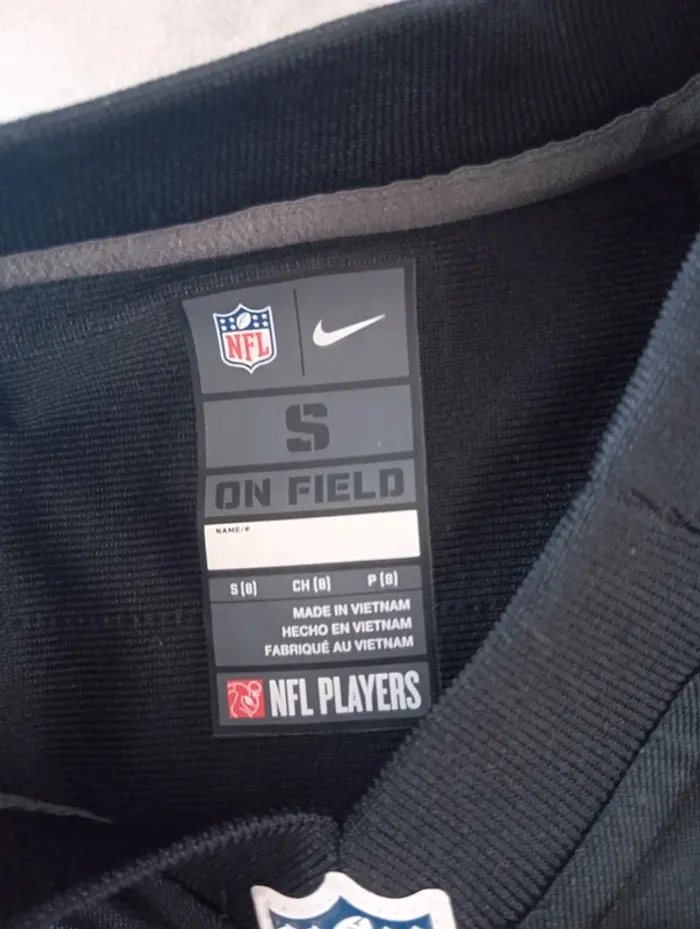 NFL
S
ON FIELD
NAME/#
S (8) CH (8) P (8)
MADE IN VIETNAM
HECHO EN VIETNAM
FABRIQUÉ AU VIETNAM
NFL PLAYERS